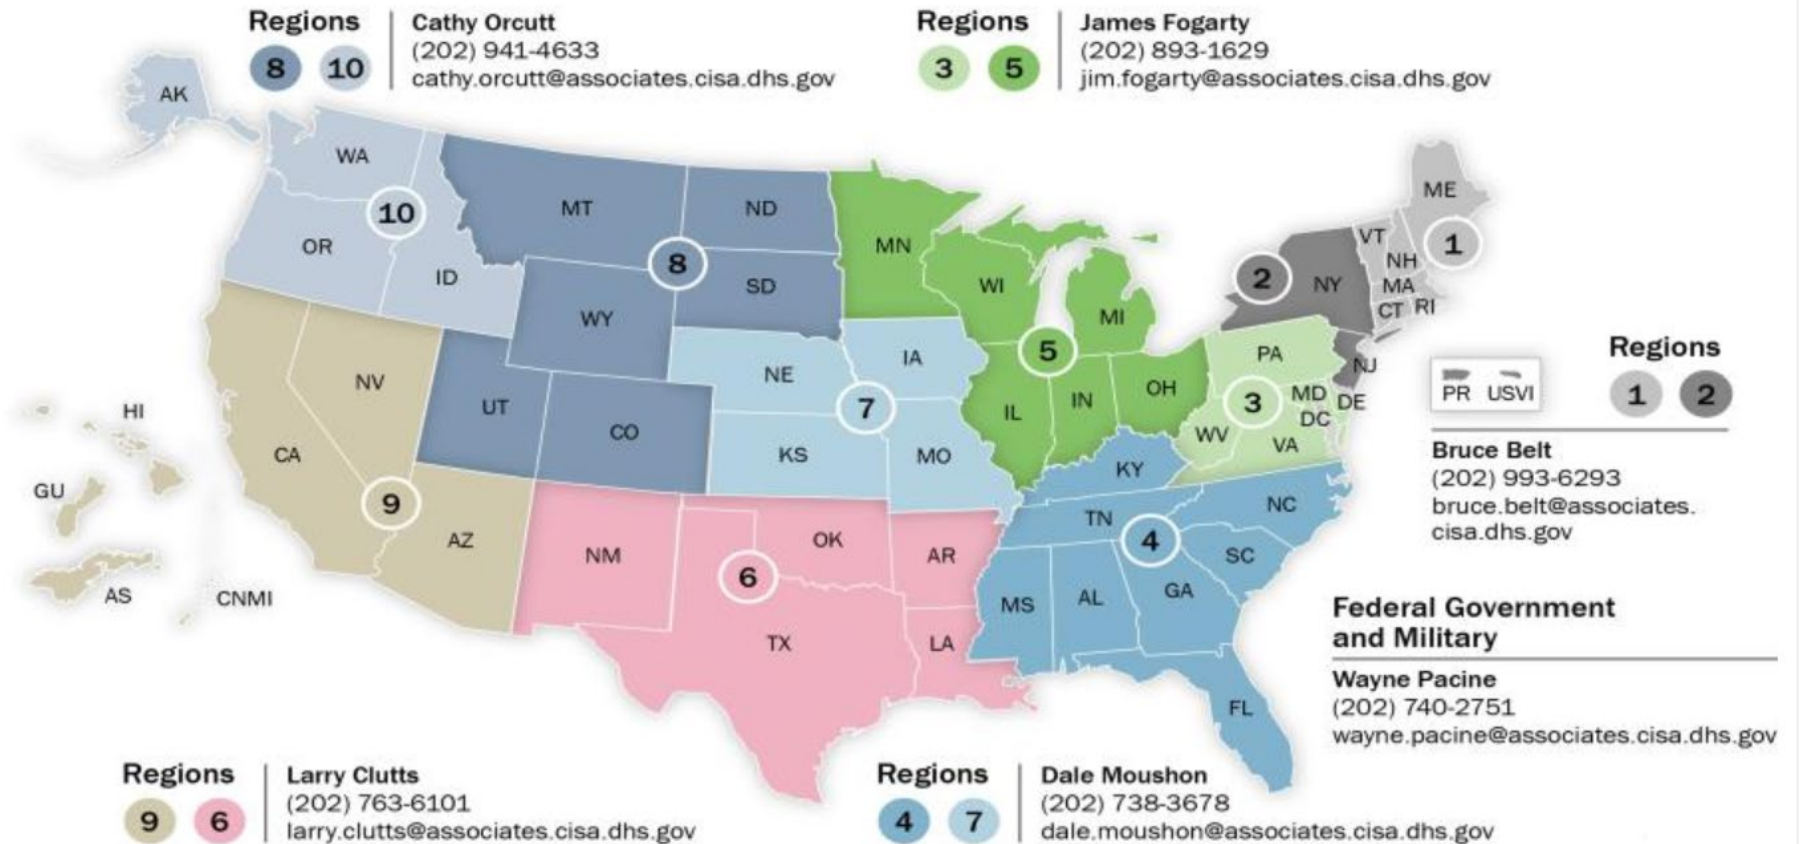 Regions
8 10
Cathy Orcutt
(202) 941-4633
cathy.orcutt@associates.cisa.dhs.gov
Regions
3 5
James Fogarty
(202) 893-1629
jim.fogarty@associates.cisa.dhs.gov
AK
WA
10
OR
ID
MT
ND
8
SD
WY
UT
CO
MN
WI
MI
5
IL
IN
OH
ME
VT
1
NH
MA
CT
RI
2
NY
NJ
PA
3
MD
DE
DC
WV
VA
NE
IA
7
KS
MO
NV
CA
9
AZ
HI
GU
AS
CNMI
NM
OK
6
TX
AR
LA
KY
TN
NC
4
SC
MS
AL
GA
FL
PR USVI
Regions
1 2
Bruce Belt
(202) 993-6293
bruce.belt@associates.
cisa.dhs.gov
Federal Government
and Military
Wayne Pacine
(202) 740-2751
wayne.pacine@associates.cisa.dhs.gov
Regions
9 6
Larry Clutts
(202) 763-6101
larry.clutts@associates.cisa.dhs.gov
Regions
4 7
Dale Moushon
(202) 738-3678
dale.moushon@associates.cisa.dhs.gov